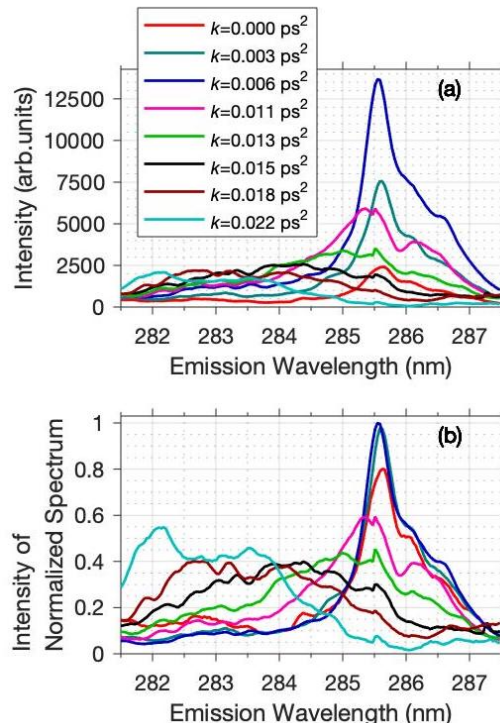 k=0.000 ps²
k=0.003 ps²
k=0.006 ps²
k=0.011 ps²
k=0.013 ps²
k=0.015 ps²
k=0.018 ps²
k=0.022 ps²
(a)
Intensity (arb.units)
12500
10000
7500
5000
2500
0
282 283 284 285 286 287
Emission Wavelength (nm)
(b)
Intensity of
Normalized Spectrum
1
0.8
0.6
0.4
0.2
0
282 283 284 285 286 287
Emission Wavelength (nm)